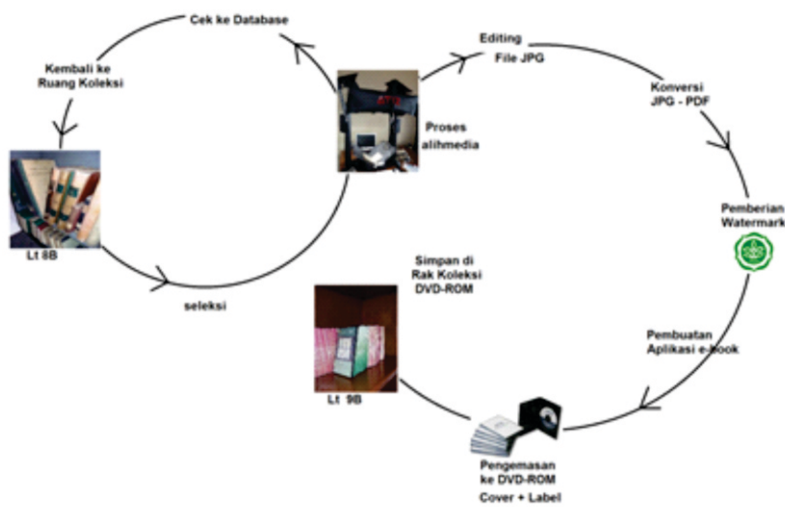 Cek ke Database
Kembali ke
Ruang Koleksi
Lt 8B
seleksi
Proses
alihmedia
Editing
File JPG
Konversi
JPG - PDF
Pemberian
Watermark
Pembuatan
Aplikasi e-book
Pengemasan
ke DVD-ROM
Cover + Label
Simpan di
Rak Koleksi
DVD-ROM
Lt 9B